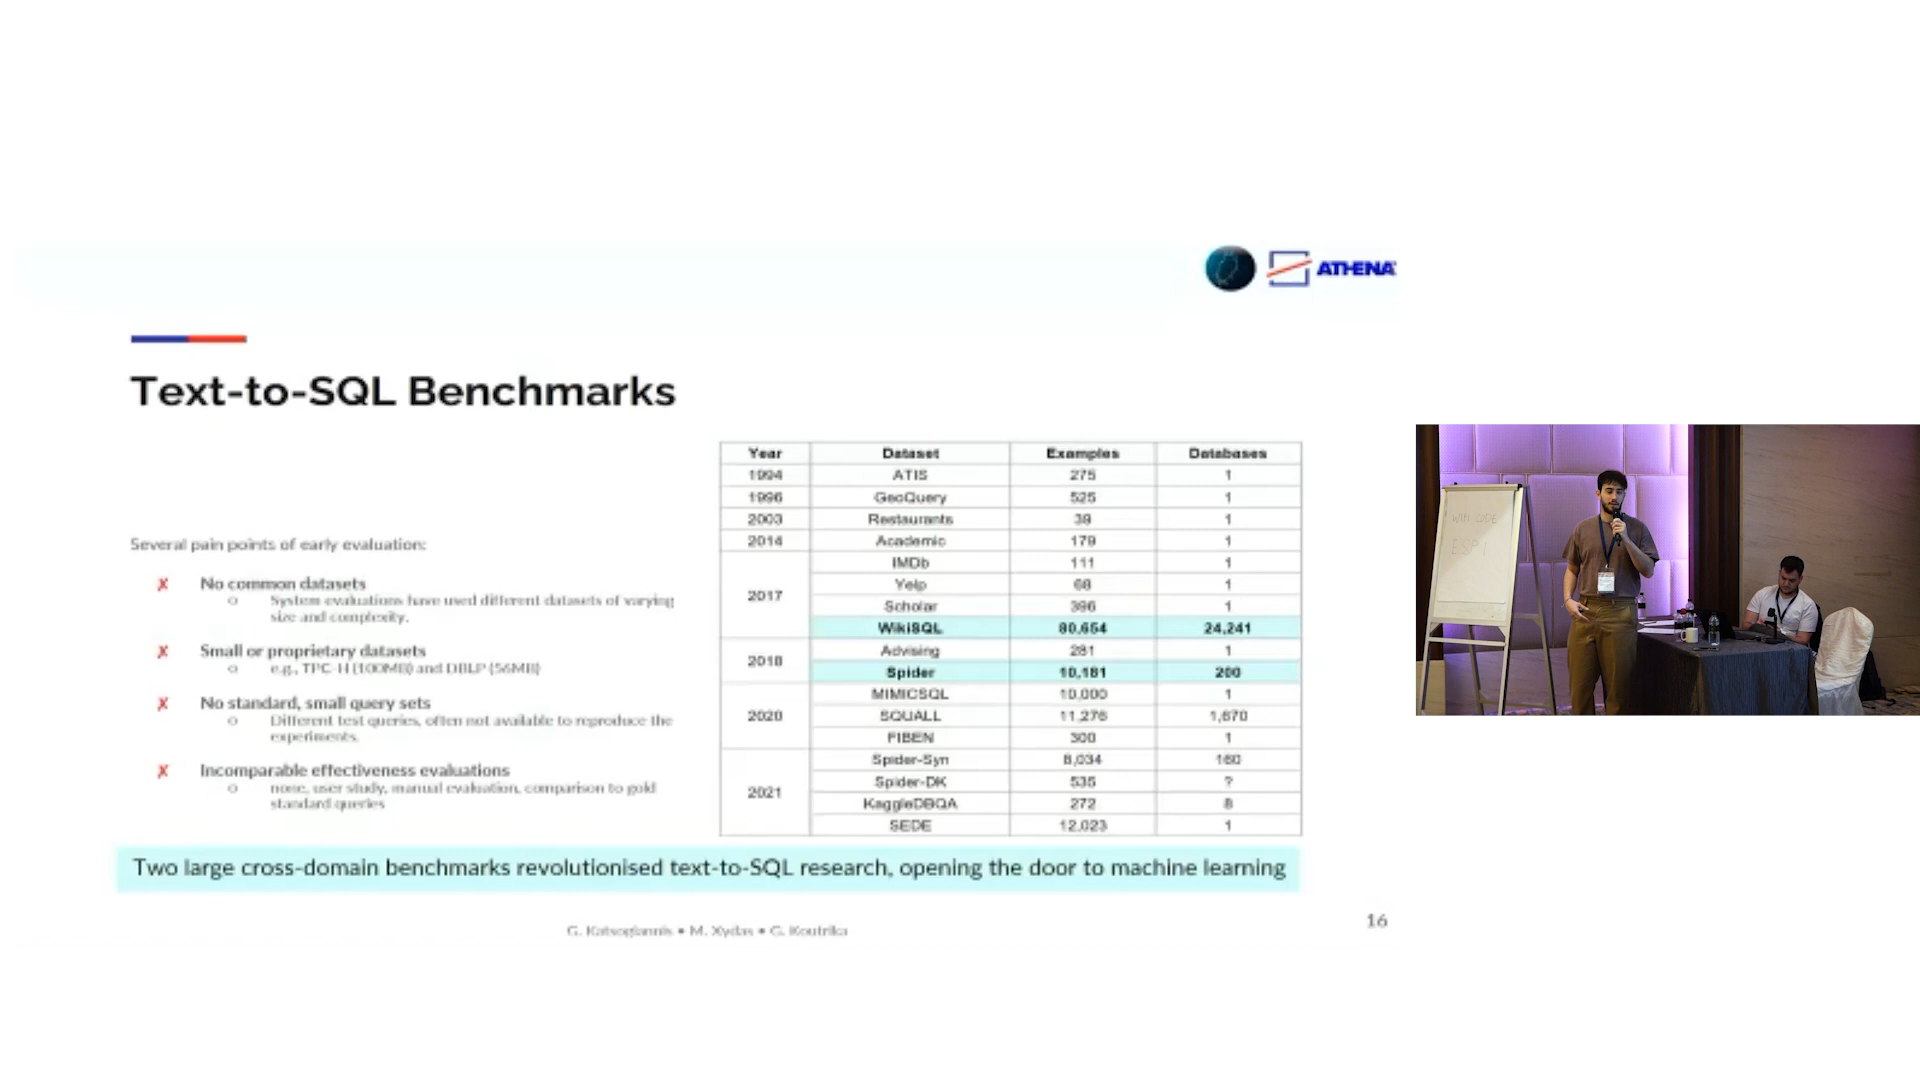 ATHENA
Text-to-SQL Benchmarks
Several pain points of early evaluation:
✗ No common datasets
o System evaluations have used different datasets of varying
size and complexity.
✗ Small or proprietary datasets
o e.g., TPC-H (100MB) and DBLP (56MB)
✗ No standard, small query sets
o Different test queries, often not available to reproduce the
experiments.
✗ Incomparable effectiveness evaluations
o none, user study, manual evaluation, comparison to gold
standard queries
Year Dataset Examples Databases
1994 ATIS 275 1
1996 GeoQuery 525 1
2003 Restaurants 39 1
2014 Academic 179 1
2017 IMDb 111 1
Yelp 68 1
Scholar 396 1
WikiSQL 80,654 24,241
2018 Advising 281 1
Spider 10,181 200
2020 MIMICSQL 10,000 1
SQUALL 11,276 1,670
FIBEN 300 1
2021 Spider-Syn 8,034 160
Spider-DK 535 ?
KaggleDBQA 272 8
SEDE 12,023 1
Two large cross-domain benchmarks revolutionised text-to-SQL research, opening the door to machine learning
G. Katsogiannis • M. Xydas • G. Koutrika
16
WIFI CODE